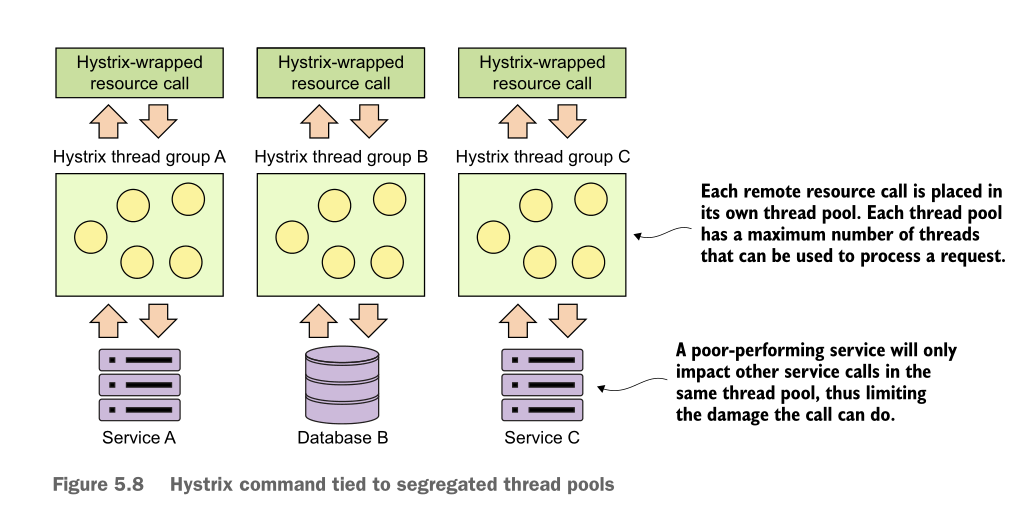 Hystrix-wrapped
resource call
Hystrix-wrapped
resource call
Hystrix-wrapped
resource call
Hystrix thread group A
Hystrix thread group B
Hystrix thread group C
Each remote resource call is placed in
its own thread pool. Each thread pool
has a maximum number of threads
that can be used to process a request.
A poor-performing service will only
impact other service calls in the
same thread pool, thus limiting
the damage the call can do.
Service A
Database B
Service C
Figure 5.8 Hystrix command tied to segregated thread pools